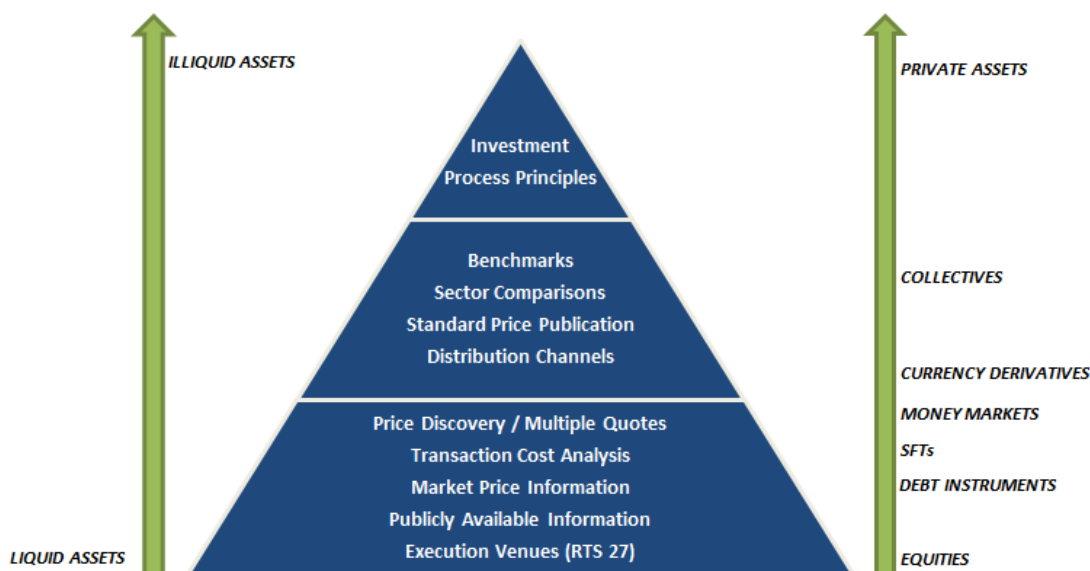 ILLIQUID ASSETS
PRIVATE ASSETS
Investment
Process Principles
Benchmarks
Sector Comparisons
Standard Price Publication
Distribution Channels
COLLECTIVES
CURRENCY DERIVATIVES
Price Discovery / Multiple Quotes
Transaction Cost Analysis
Market Price Information
Publicly Available Information
Execution Venues (RTS 27)
MONEY MARKETS
SFTs
DEBT INSTRUMENTS
LIQUID ASSETS
EQUITIES